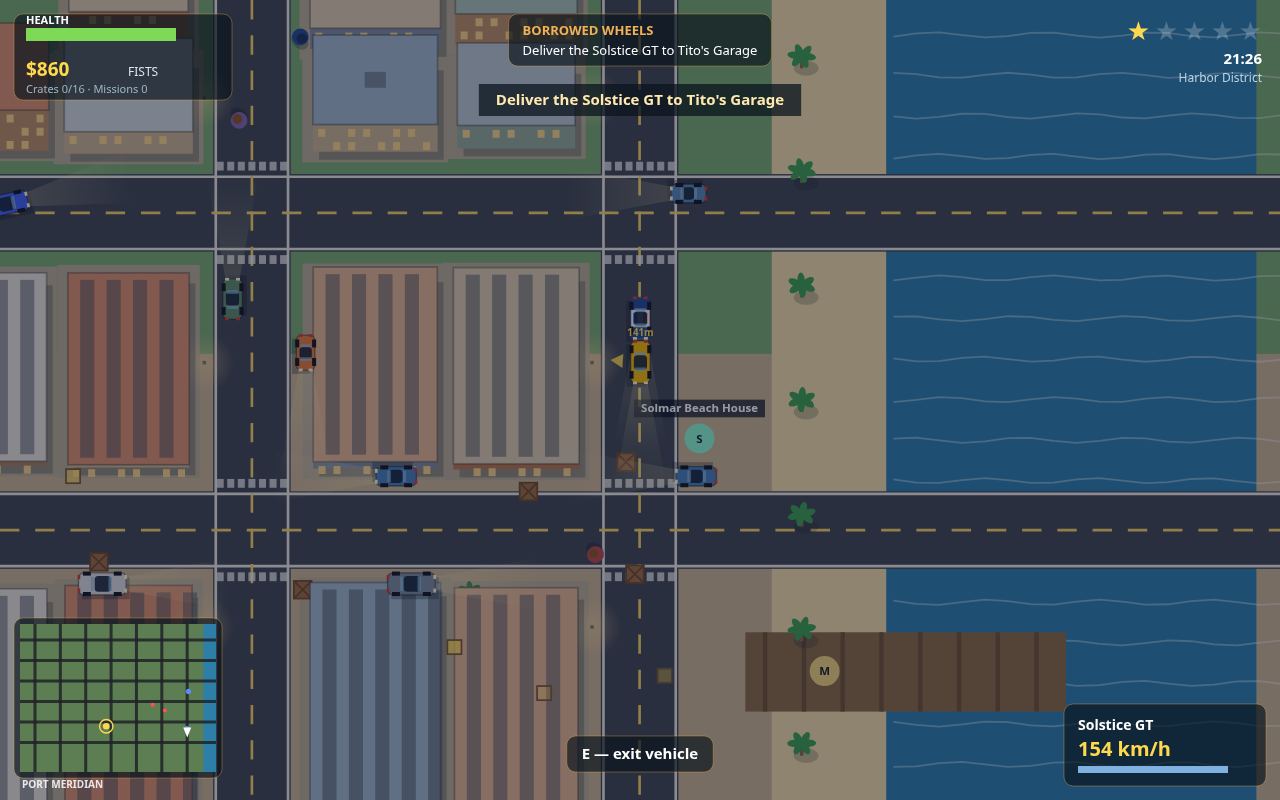 HEALTH
$860 FISTS
Crates 0/16 · Missions 0
BORROWED WHEELS
Deliver the Solstice GT to Tito's Garage
Deliver the Solstice GT to Tito's Garage
21:26
Harbor District
141m
Solmar Beach House
S
M
E — exit vehicle
Solstice GT
154 km/h
PORT MERIDIAN